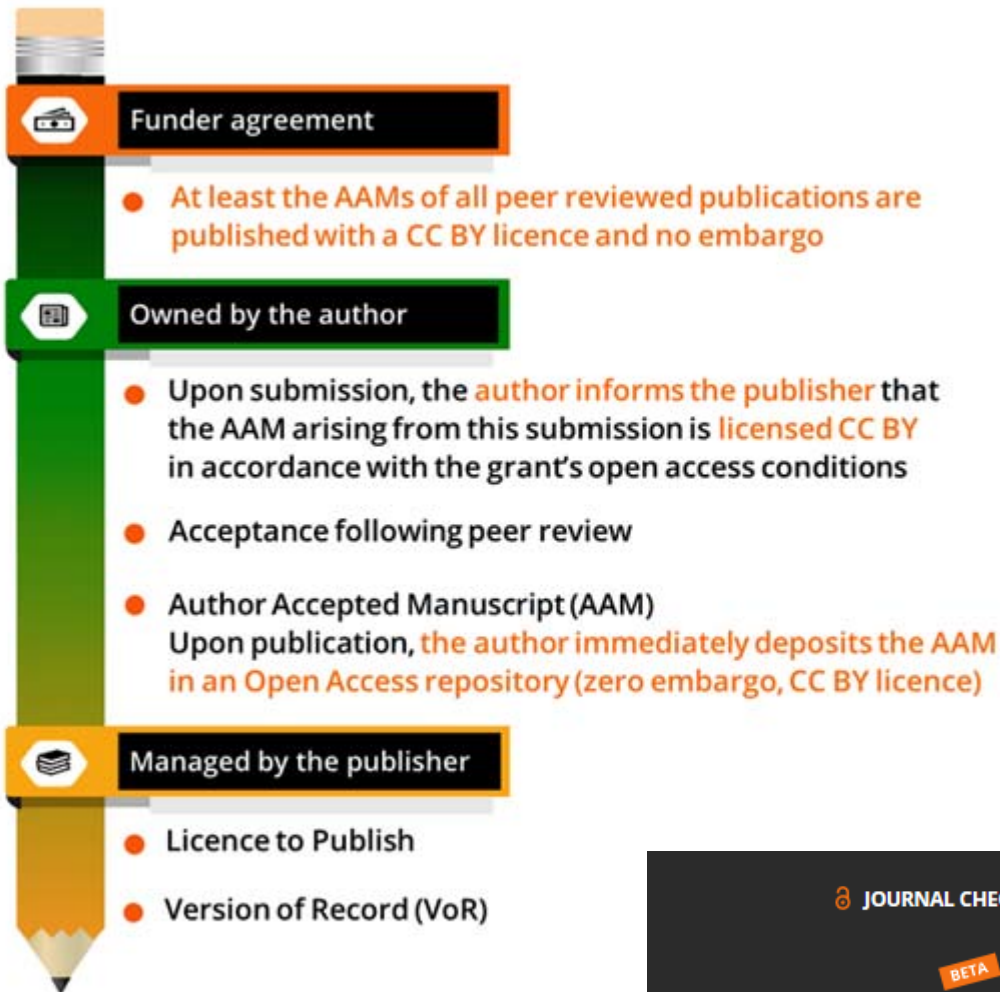 Funder agreement
At least the AAMs of all peer reviewed publications are
published with a CC BY licence and no embargo
Owned by the author
Upon submission, the author informs the publisher that
the AAM arising from this submission is licensed CC BY
in accordance with the grant's open access conditions
Acceptance following peer review
Author Accepted Manuscript (AAM)
Upon publication, the author immediately deposits the AAM
in an Open Access repository (zero embargo, CC BY licence)
Managed by the publisher
Licence to Publish
Version of Record (VoR)
JOURNAL
BETA